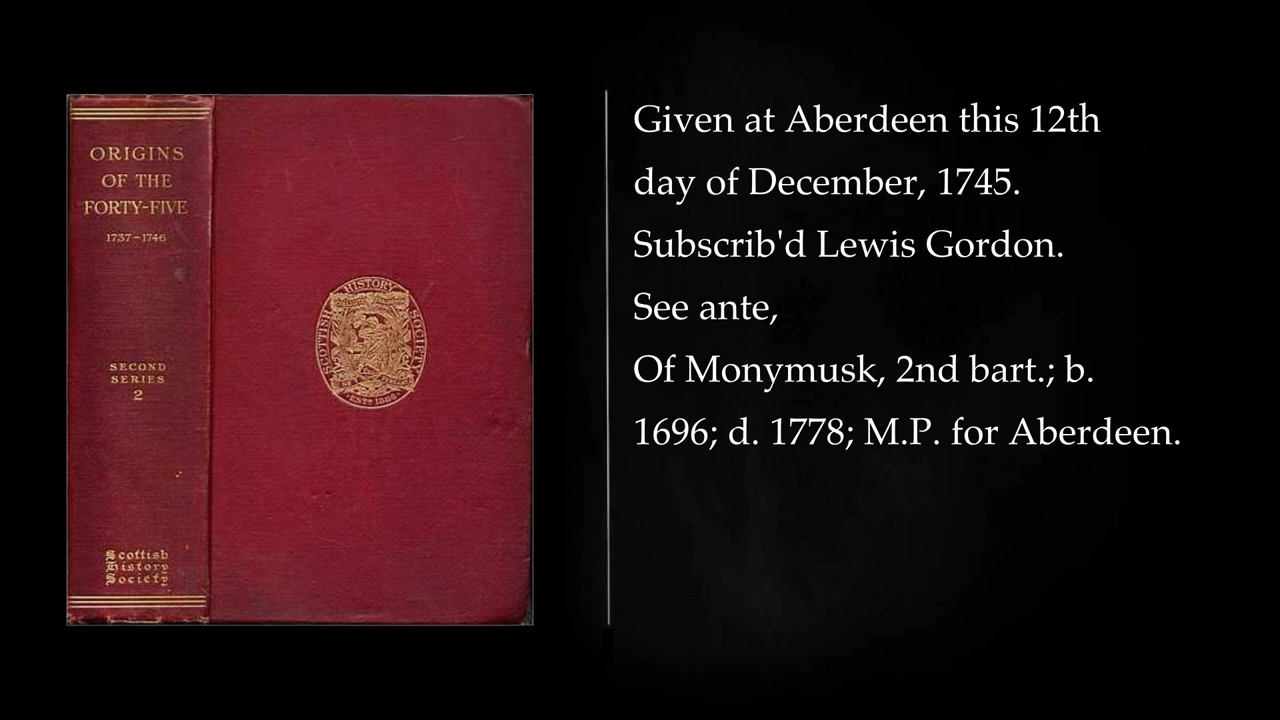 ORIGINS
OF THE
FORTY-FIVE
1737-1746
SECOND
SERIES
2
Scottish
History
Society
SCOTTISH HISTORY SOCIETY
ESTD 1886
Given at Aberdeen this 12th
day of December, 1745.
Subscrib'd Lewis Gordon.
See ante,
Of Monymusk, 2nd bart.; b.
1696; d. 1778; M.P. for Aberdeen.